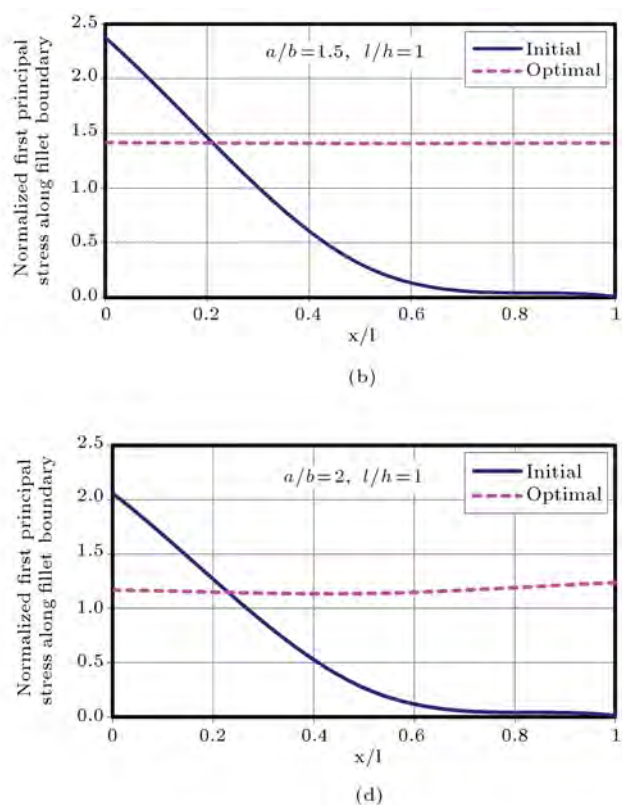 2.5
a/b=1.5, l/h=1
Initial
Optimal
2.0
1.5
1.0
0.5
0.0
Normalized first principal
stress along fillet boundary
0 0.2 0.4 0.6 0.8 1
x/l
(b)
2.5
a/b=2, l/h=1
Initial
Optimal
2.0
1.5
1.0
0.5
0.0
Normalized first principal
stress along fillet boundary
0 0.2 0.4 0.6 0.8 1
x/l
(d)